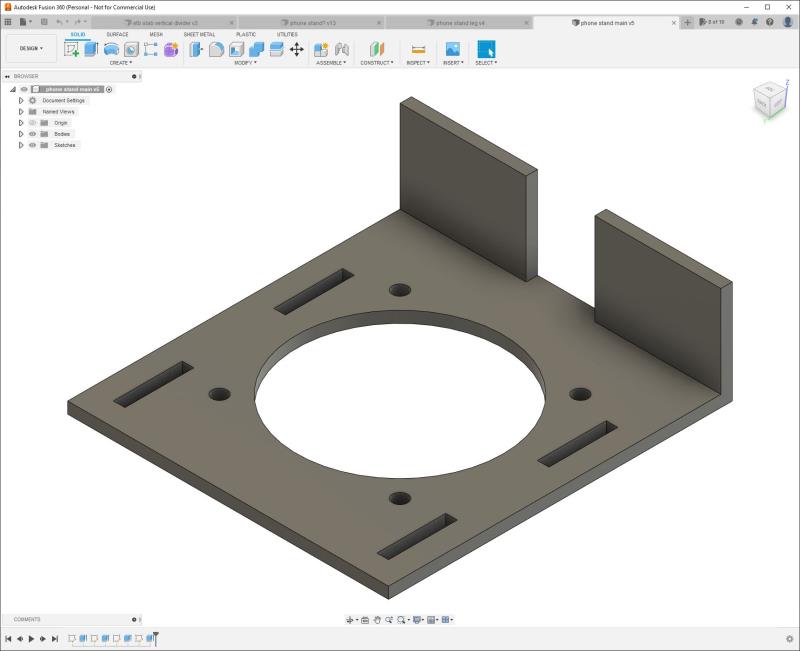 Autodesk Fusion 360 (Personal - Not for Commercial Use)
etb slab vertical divider v3
phone stand* v13
phone stand leg v4
phone stand main v5
8 of 10
DESIGN
SOLID SURFACE MESH SHEET METAL PLASTIC UTILITIES
CREATE MODIFY ASSEMBLE CONSTRUCT INSPECT INSERT SELECT
BROWSER
phone stand main v5
Document Settings
Named Views
Origin
Bodies
Sketches
Z
COMMENTS